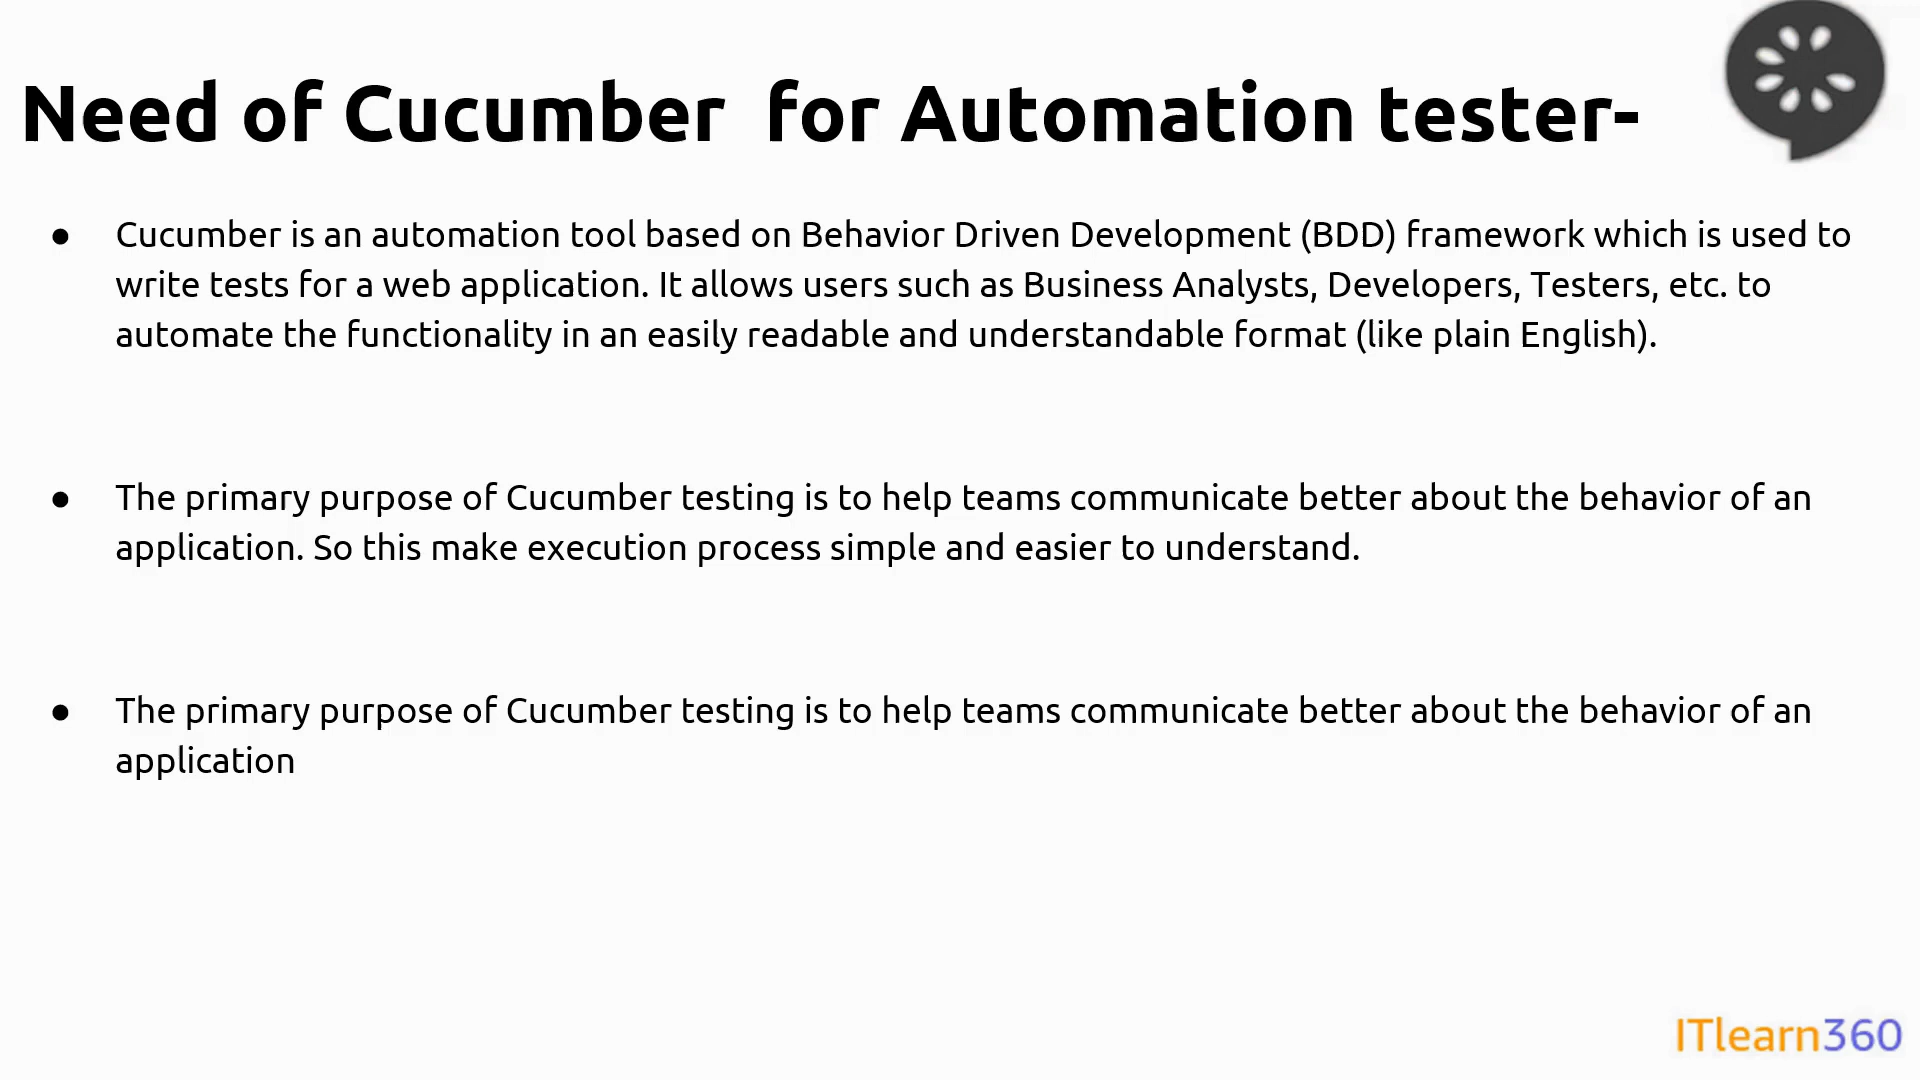 Need of Cucumber  for Automation tester-
● Cucumber is an automation tool based on Behavior Driven Development (BDD) framework which is used to
write tests for a web application. It allows users such as Business Analysts, Developers, Testers, etc. to
automate the functionality in an easily readable and understandable format (like plain English).
● The primary purpose of Cucumber testing is to help teams communicate better about the behavior of an
application. So this make execution process simple and easier to understand.
● The primary purpose of Cucumber testing is to help teams communicate better about the behavior of an
application
ITlearn360